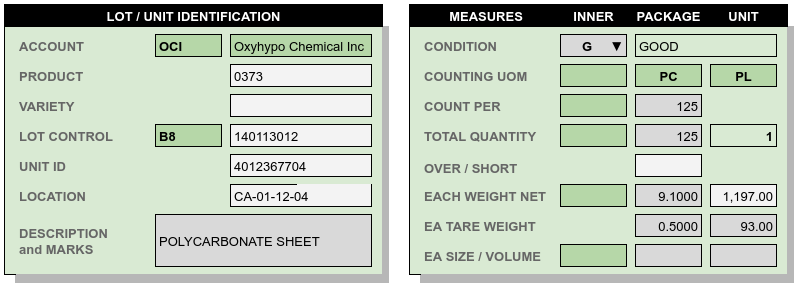 LOT / UNIT IDENTIFICATION
ACCOUNT OCI Oxyhypo Chemical Inc
PRODUCT 0373
VARIETY
LOT CONTROL B8 140113012
UNIT ID 4012367704
LOCATION CA-01-12-04
DESCRIPTION
and MARKS
POLYCARBONATE SHEET
MEASURES INNER PACKAGE UNIT
CONDITION G ▼ GOOD
COUNTING UOM PC PL
COUNT PER 125
TOTAL QUANTITY 125 1
OVER / SHORT
EACH WEIGHT NET 9.1000 1,197.00
EA TARE WEIGHT 0.5000 93.00
EA SIZE / VOLUME